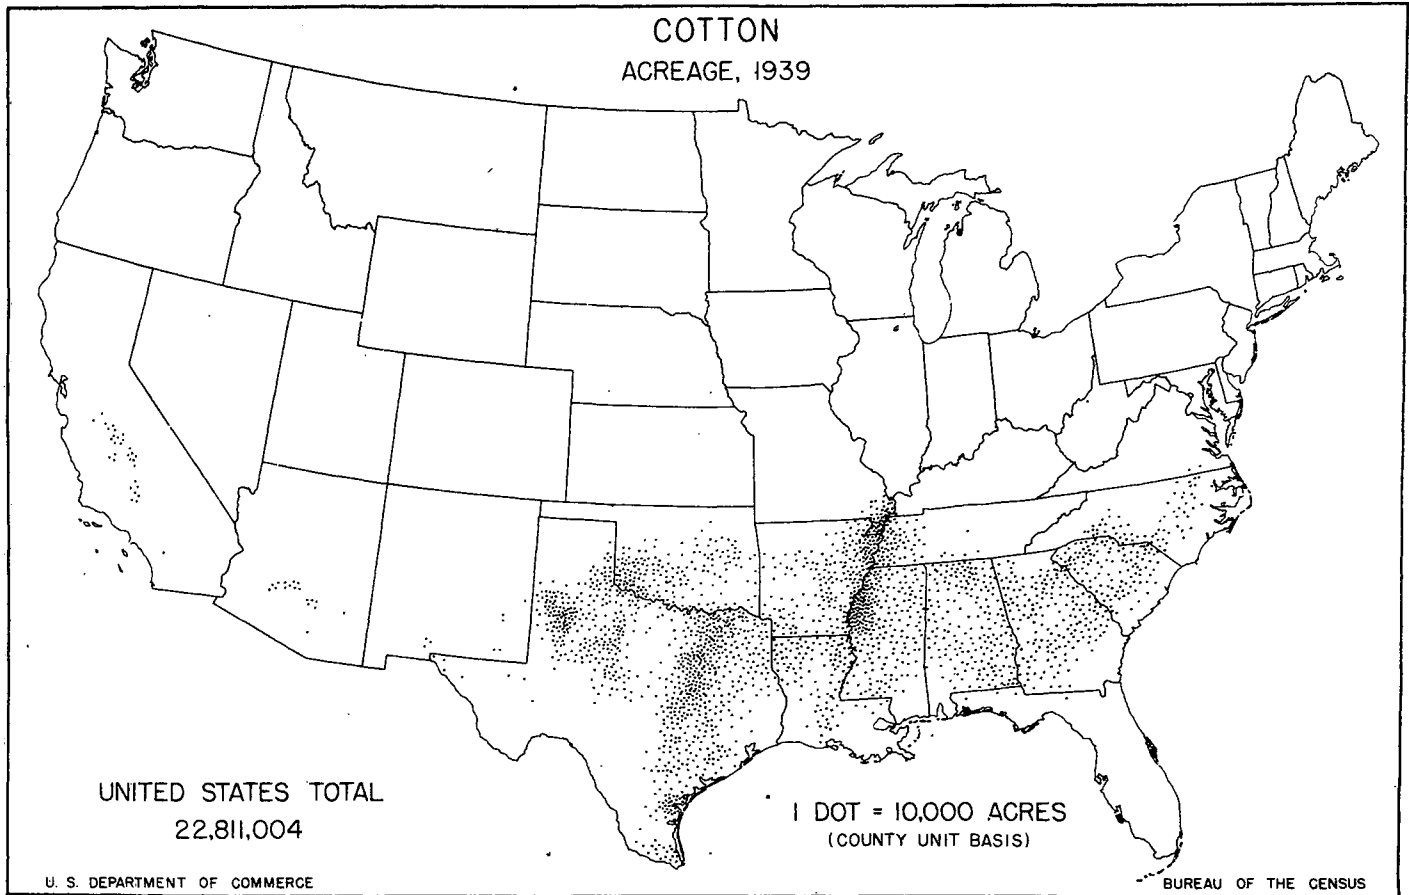 COTTON
ACREAGE, 1939
UNITED STATES TOTAL
22,811,004
1 DOT = 10,000 ACRES
(COUNTY UNIT BASIS)
U. S. DEPARTMENT OF COMMERCE
BUREAU OF THE CENSUS